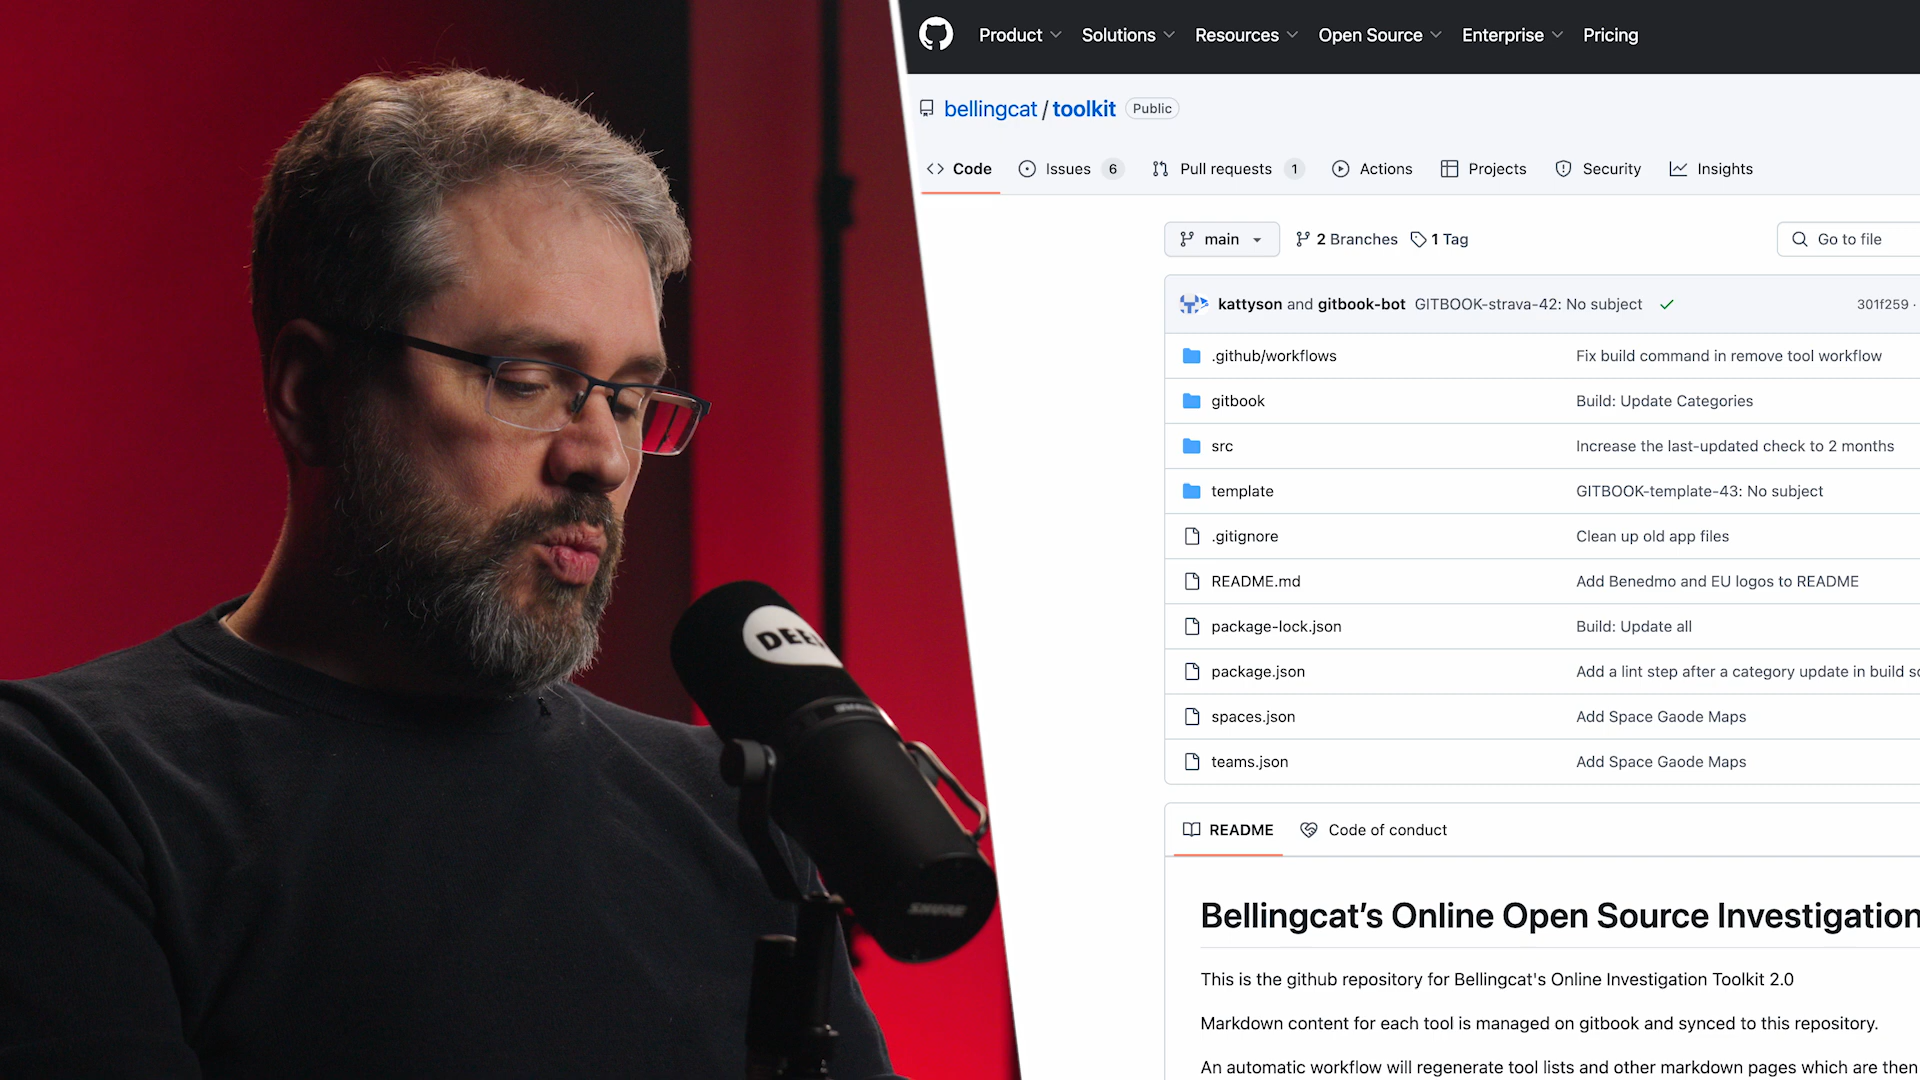 Product Solutions Resources Open Source Enterprise Pricing
bellingcat / toolkit Public
Code Issues 6 Pull requests 1 Actions Projects Security Insights
main 2 Branches 1 Tag Go to file
kattyson and gitbook-bot GITBOOK-strava-42: No subject 301f259 ·
.github/workflows Fix build command in remove tool workflow
gitbook Build: Update Categories
src Increase the last-updated check to 2 months
template GITBOOK-template-43: No subject
.gitignore Clean up old app files
README.md Add Benedmo and EU logos to README
package-lock.json Build: Update all
package.json Add a lint step after a category update in build
spaces.json Add Space Gaode Maps
teams.json Add Space Gaode Maps
README Code of conduct
Bellingcat’s Online Open Source Investigation
This is the github repository for Bellingcat's Online Investigation Toolkit 2.0
Markdown content for each tool is managed on gitbook and synced to this repository.
An automatic workflow will regenerate tool lists and other markdown pages which are then
SHURE